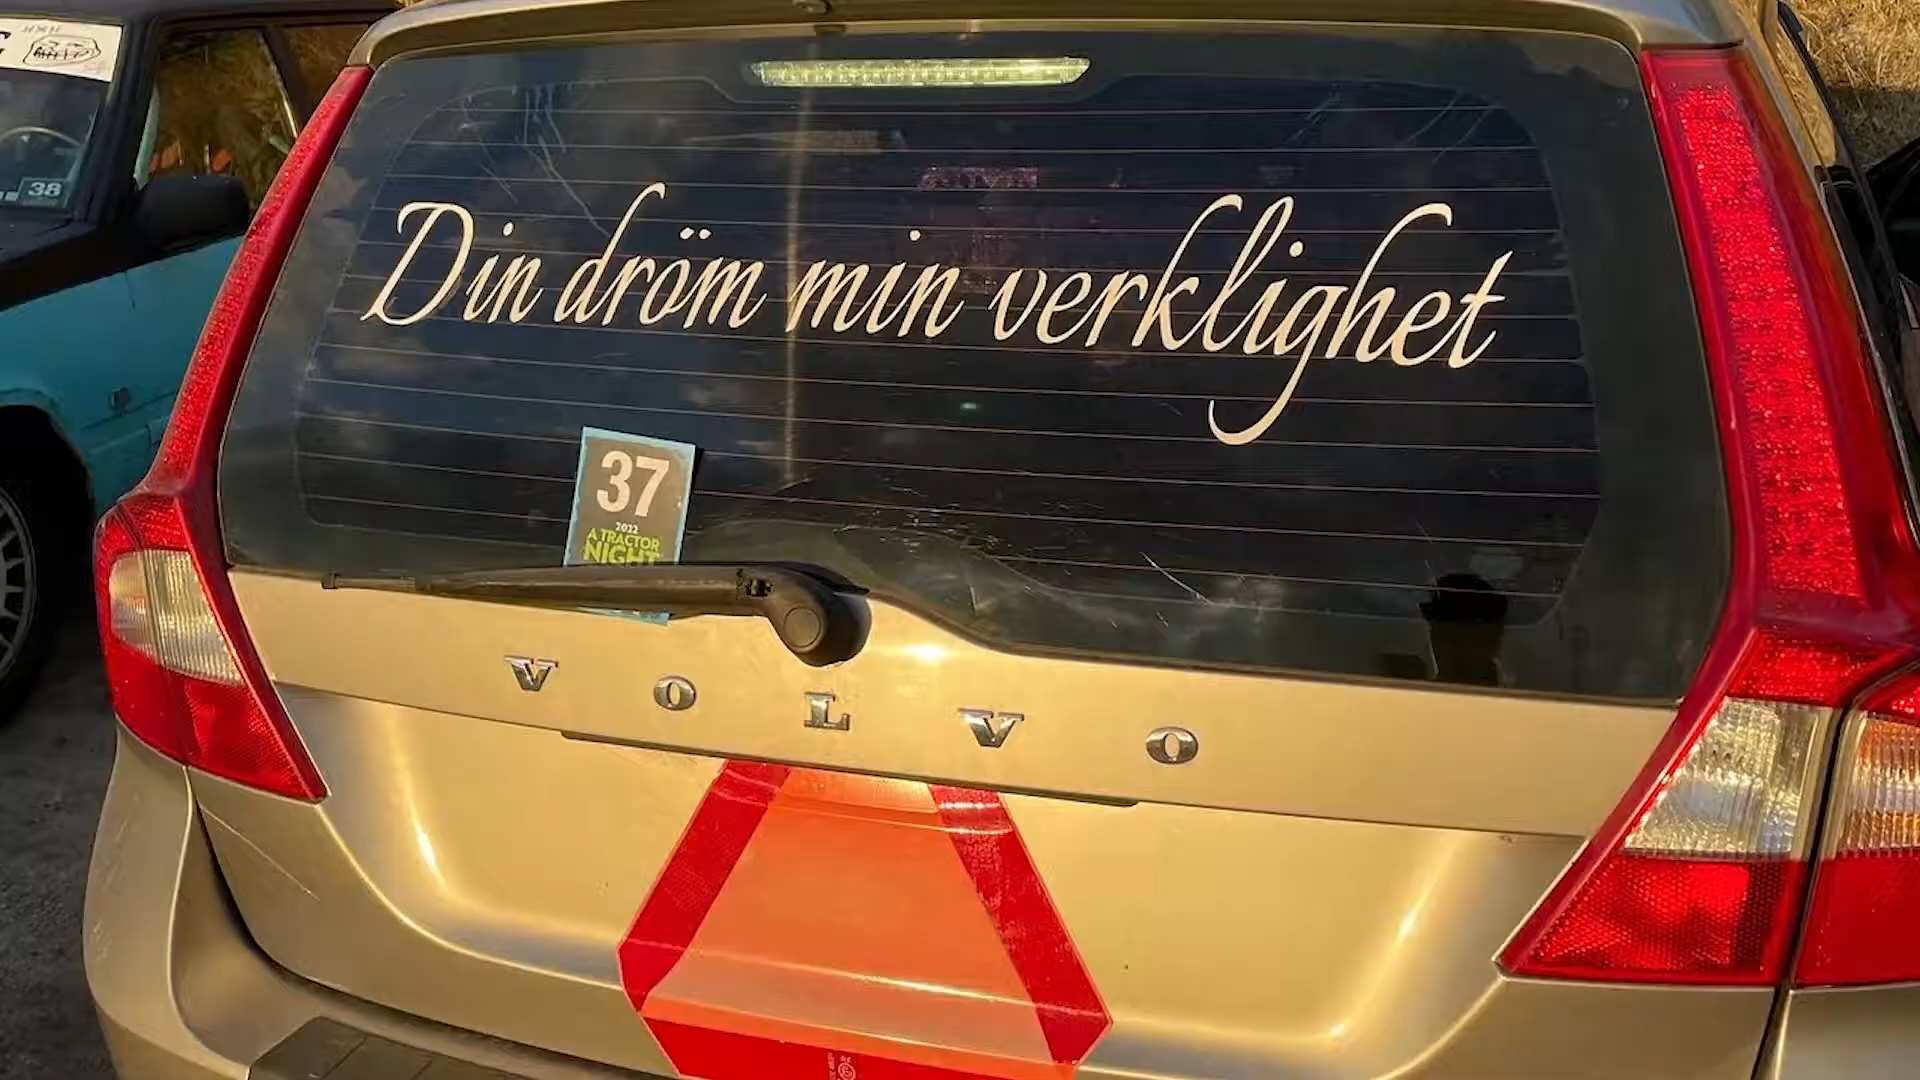 38
Din dröm min verklighet
37
2022
A TRACTOR
NIGHT
VOLVO